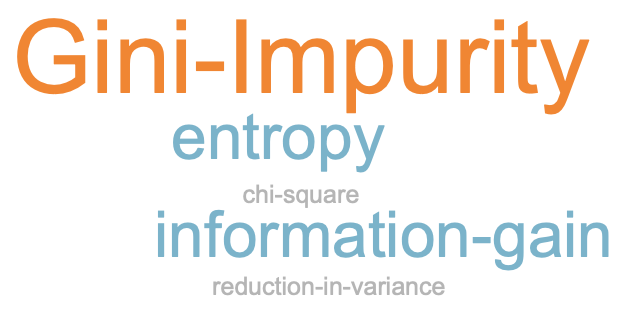 Gini-Impurity
entropy
chi-square
information-gain
reduction-in-variance